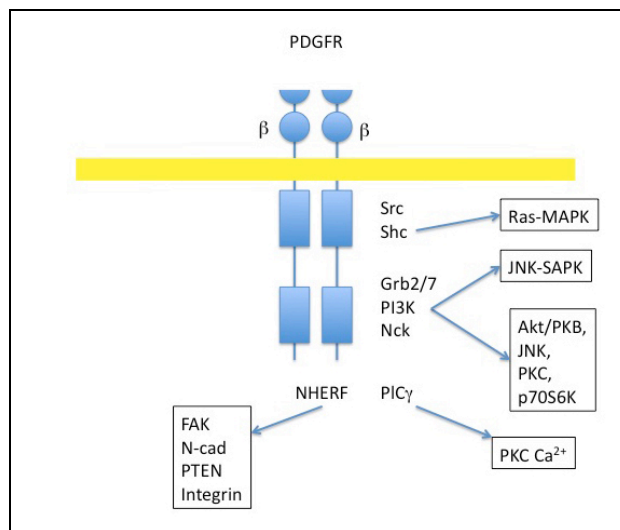 PDGFR
β β
Src
Shc
Ras-MAPK
Grb2/7
PI3K
Nck
JNK-SAPK
Akt/PKB,
JNK,
PKC,
p70S6K
NHERF
PlCγ
FAK
N-cad
PTEN
Integrin
PKC Ca²⁺